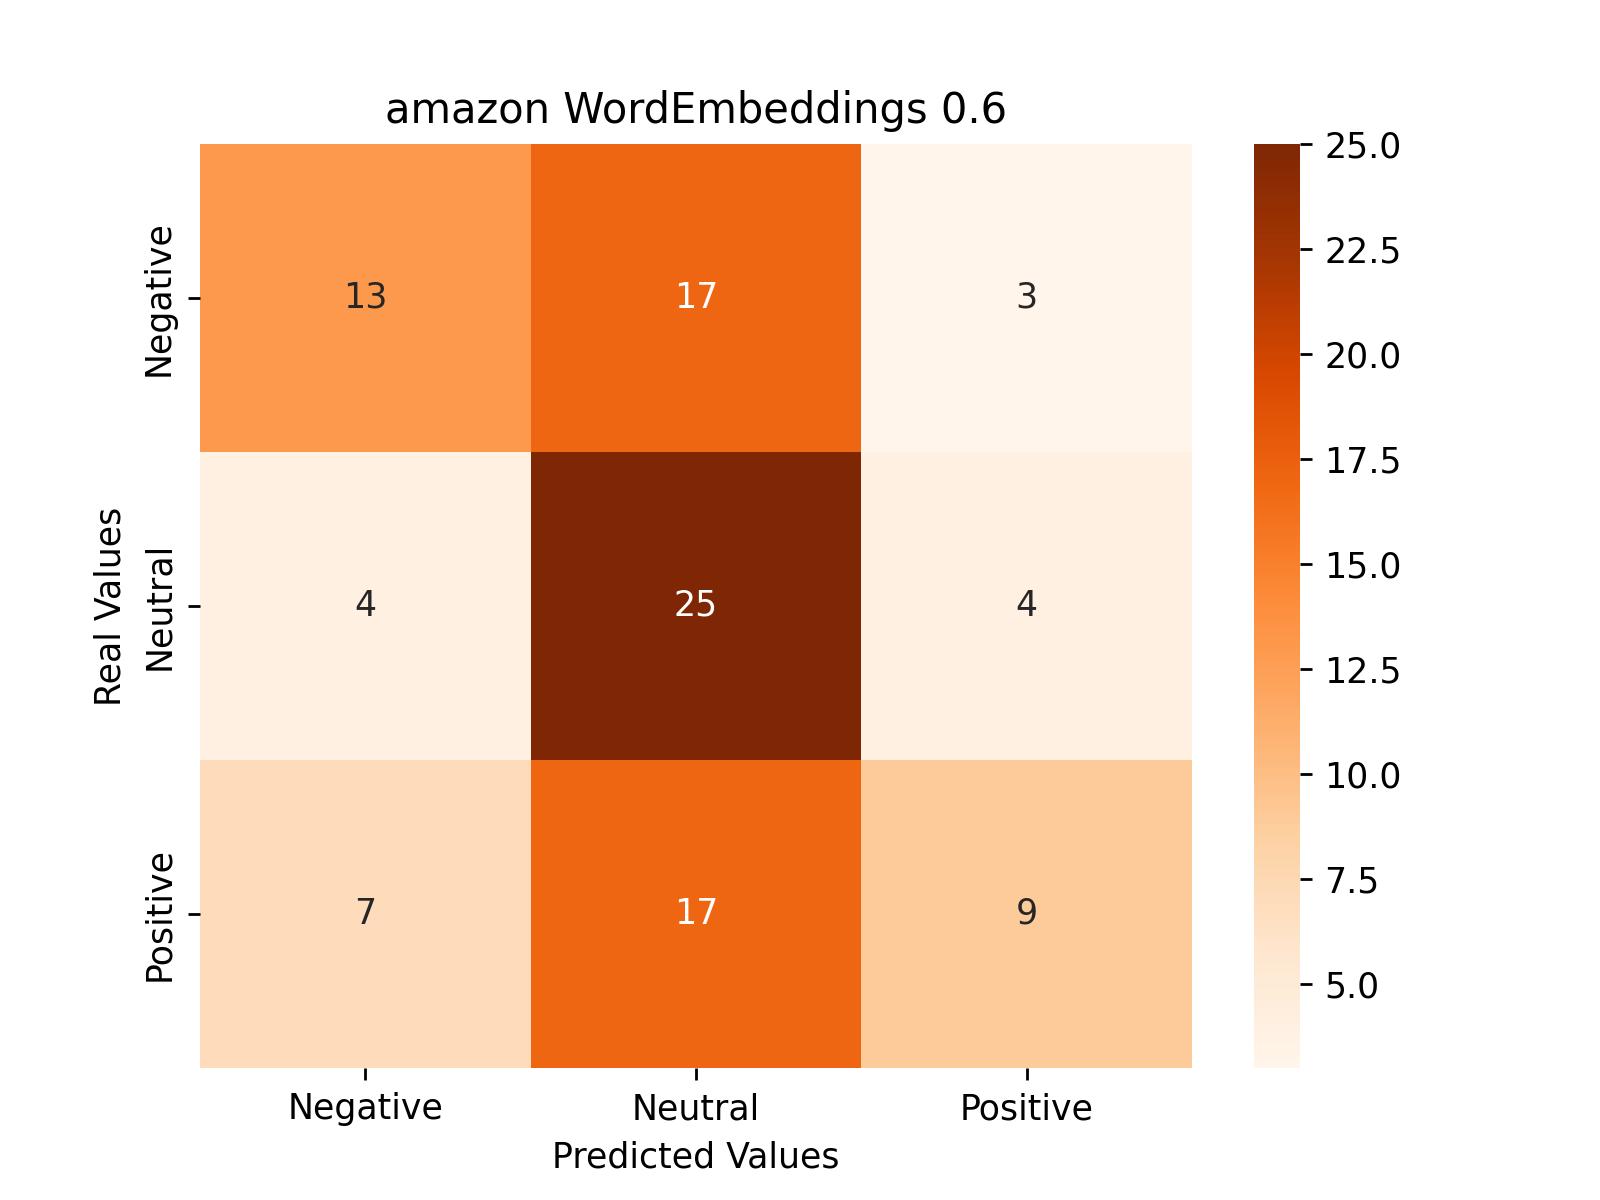 amazon WordEmbeddings 0.6
Real Values
Negative
13 17 3
Neutral
4 25 4
Positive
7 17 9
Negative Neutral Positive
Predicted Values
25.0
22.5
20.0
17.5
15.0
12.5
10.0
7.5
5.0